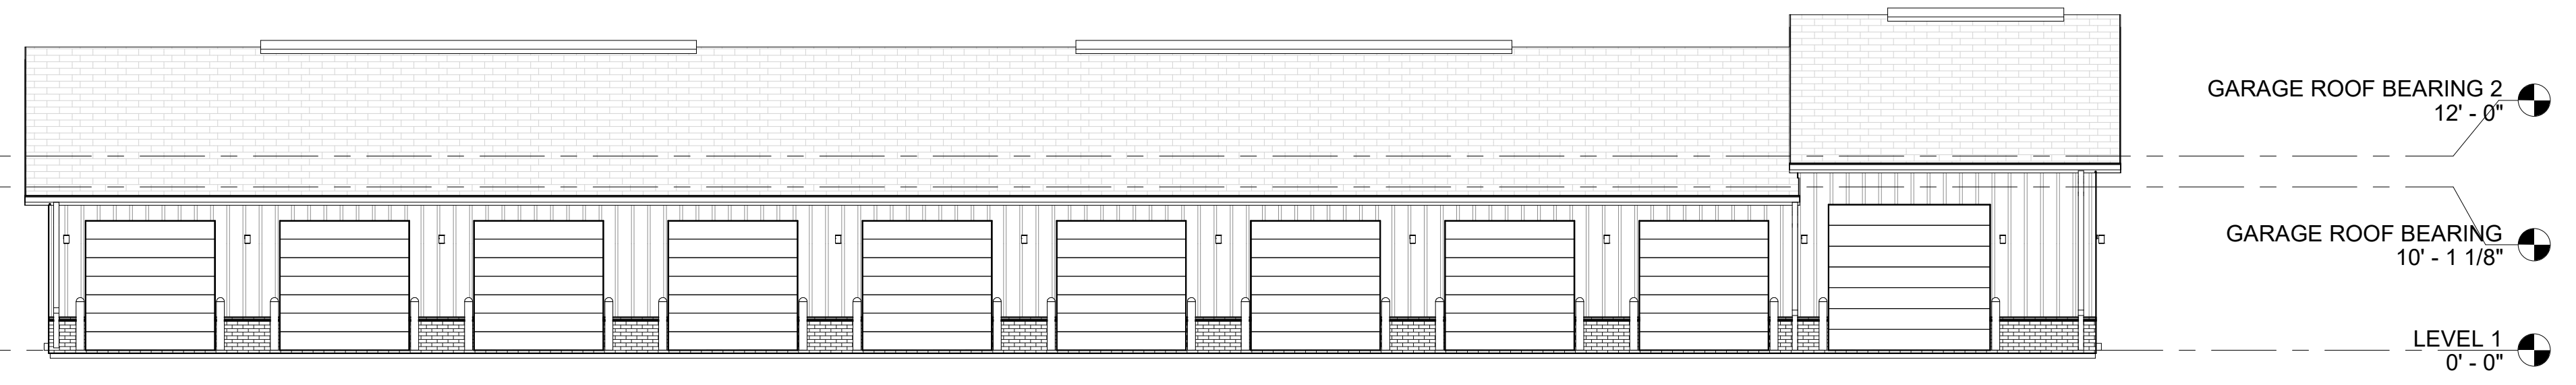 GARAGE ROOF BEARING 2
12' - 0"
GARAGE ROOF BEARING
10' - 1 1/8"
LEVEL 1
0' - 0"